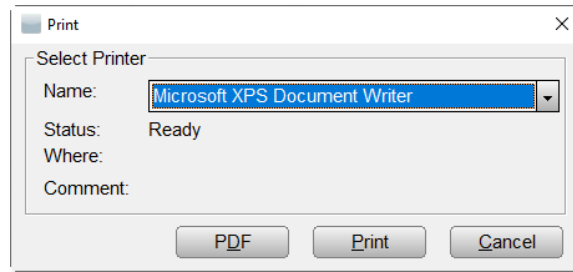 Print
Select Printer
Name: Microsoft XPS Document Writer
Status: Ready
Where:
Comment:
PDF Print Cancel